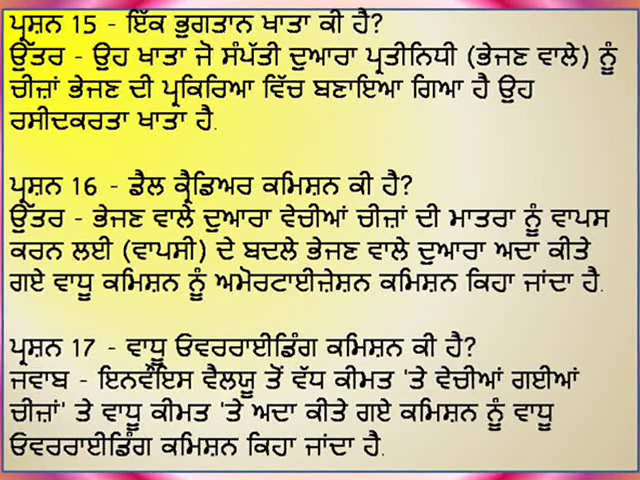 ਪ੍ਰਸ਼ਨ 15 - ਇੱਕ ਭੁਗਤਾਨ ਖਾਤਾ ਕੀ ਹੈ?
ਉੱਤਰ - ਉਹ ਖਾਤਾ ਜੋ ਸੰਪੱਤੀ ਦੁਆਰਾ ਪ੍ਰਤੀਨਿਧੀ (ਭੇਜਣ ਵਾਲੇ) ਨੂੰ
ਚੀਜ਼ਾਂ ਭੇਜਣ ਦੀ ਪ੍ਰਕਿਰਿਆ ਵਿੱਚ ਬਣਾਇਆ ਗਿਆ ਹੈ ਉਹ
ਰਸੀਦਕਰਤਾ ਖਾਤਾ ਹੈ.
ਪ੍ਰਸ਼ਨ 16 - ਡੈਲ ਕ੍ਰੈਡਿਅਰ ਕਮਿਸ਼ਨ ਕੀ ਹੈ?
ਉੱਤਰ - ਭੇਜਣ ਵਾਲੇ ਦੁਆਰਾ ਵੇਚੀਆਂ ਚੀਜ਼ਾਂ ਦੀ ਮਾਤਰਾ ਨੂੰ ਵਾਪਸ
ਕਰਨ ਲਈ (ਵਾਪਸੀ) ਦੇ ਬਦਲੇ ਭੇਜਣ ਵਾਲੇ ਦੁਆਰਾ ਅਦਾ ਕੀਤੇ
ਗਏ ਵਾਧੂ ਕਮਿਸ਼ਨ ਨੂੰ ਅਮੋਰਟਾਈਜ਼ੇਸ਼ਨ ਕਮਿਸ਼ਨ ਕਿਹਾ ਜਾਂਦਾ ਹੈ.
ਪ੍ਰਸ਼ਨ 17 - ਵਾਧੂ ਓਵਰਰਾਈਡਿੰਗ ਕਮਿਸ਼ਨ ਕੀ ਹੈ?
ਜਵਾਬ - ਇਨਵੌਇਸ ਵੈਲਯੂ ਤੋਂ ਵੱਧ ਕੀਮਤ 'ਤੇ ਵੇਚੀਆਂ ਗਈਆਂ
ਚੀਜ਼ਾਂ' ਤੇ ਵਾਧੂ ਕੀਮਤ 'ਤੇ ਅਦਾ ਕੀਤੇ ਗਏ ਕਮਿਸ਼ਨ ਨੂੰ ਵਾਧੂ
ਓਵਰਰਾਈਡਿੰਗ ਕਮਿਸ਼ਨ ਕਿਹਾ ਜਾਂਦਾ ਹੈ.